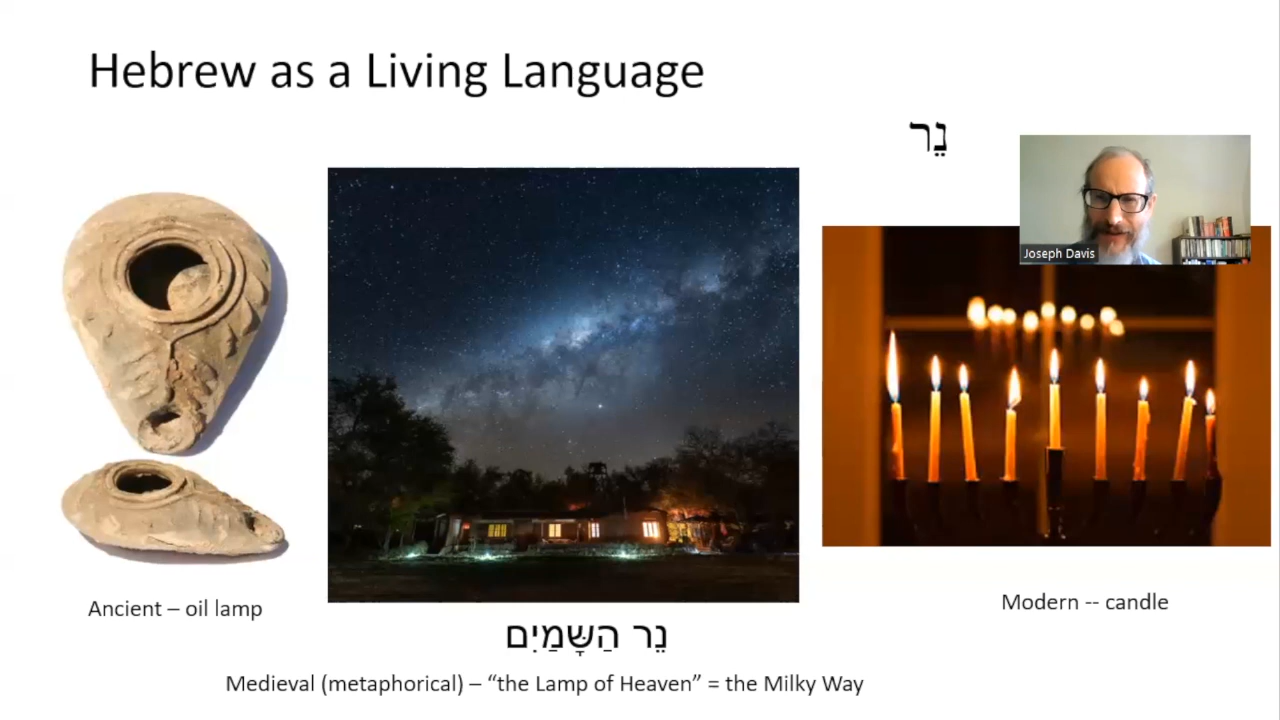 Hebrew as a Living Language
נֵר
Joseph Davis
Ancient – oil lamp
Modern -- candle
נֵר הַשָּׁמַיִם
Medieval (metaphorical) – “the Lamp of Heaven” = the Milky Way